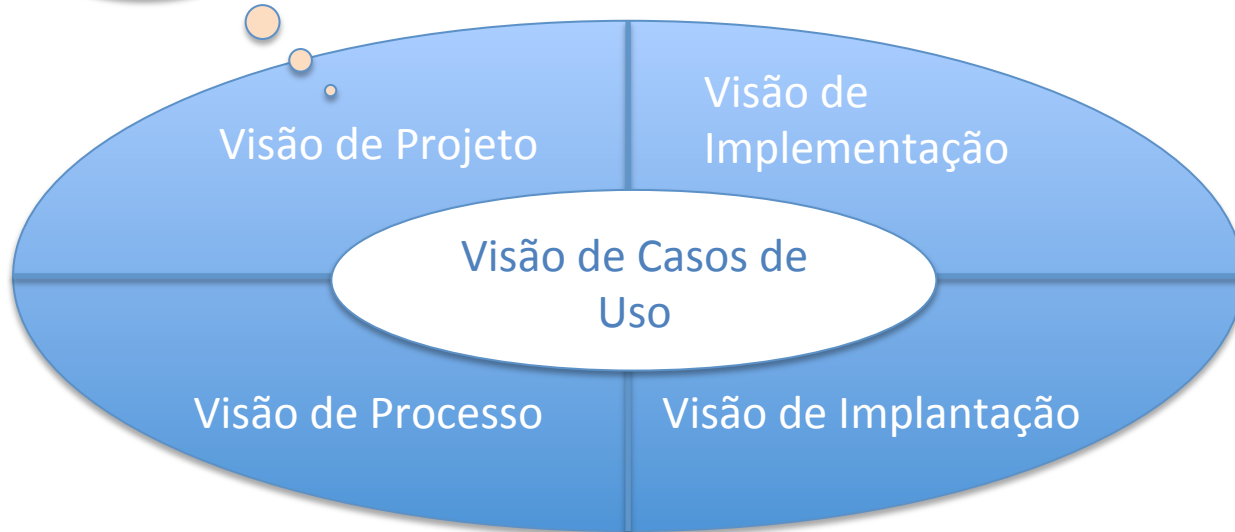 Visão de Projeto
Visão de
Implementação
Visão de Casos de
Uso
Visão de Processo
Visão de Implantação